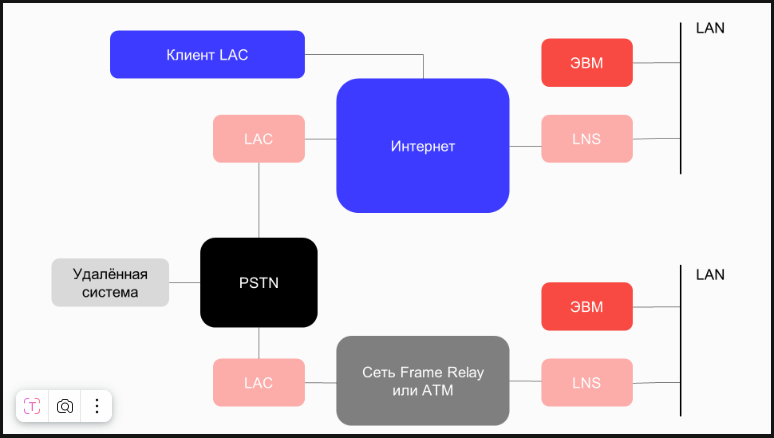 LAN
Клиент LAC
ЭВМ
LAC
Интернет
LNS
LAN
Удалённая
система
PSTN
ЭВМ
Сеть Frame Relay
или ATM
LAC
LNS
T